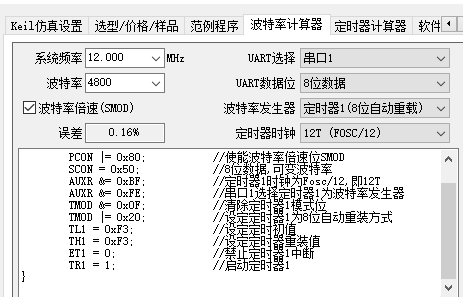 Keil仿真设置 选型/价格/样品 范例程序 波特率计算器 定时器计算器 软件
系统频率 12.000 MHz UART选择 串口1
波特率 4800 UART数据位 8位数据
波特率倍速(SMOD) 波特率发生器 定时器1(8位自动重载)
误差 0.16% 定时器时钟 12T (FOSC/12)
PCON |= 0x80; //使能波特率倍速位SMOD
SCON = 0x50; //8位数据,可变波特率
AUXR &= 0xBF; //定时器1时钟为Fosc/12,即12T
AUXR &= 0xFE; //串口1选择定时器1为波特率发生器
TMOD &= 0x0F; //清除定时器1模式位
TMOD |= 0x20; //设定定时器1为8位自动重装方式
TL1 = 0xF3; //设定定时初值
TH1 = 0xF3; //设定定时器重装值
ET1 = 0; //禁止定时器1中断
TR1 = 1; //启动定时器1
}